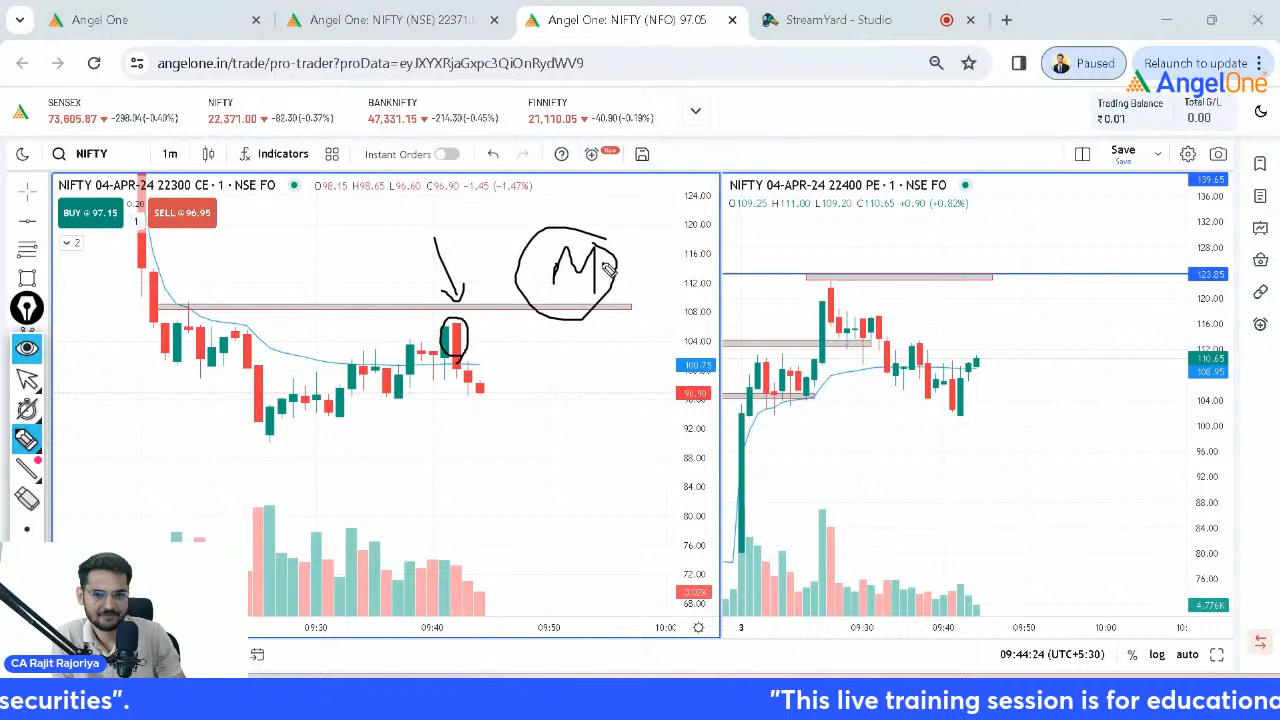 Angel One
Angel One: NIFTY (NSE) 22371.0
Angel One: NIFTY (NFO) 97.05
StreamYard - Studio
Paused
Relaunch to update
AngelOne
SENSEX
73,605.87 -298.04(-0.40%)
NIFTY
22,371.00 -82.30(-0.37%)
BANKNIFTY
47,331.15 -214.30(-0.45%)
FINNIFTY
21,110.05 -40.90(-0.19%)
Trading Balance
₹0.01
Total G/L
0.00
NIFTY
1m
Indicators
Instant Orders
New
Save
Save
NIFTY 04-APR-24 22300 CE · 1 · NSE FO
O98.15 H98.65 L96.60 C96.90 -1.45 (-1.47%)
BUY @ 97.15
0.20
1
SELL @ 96.95
2
M
124.00
120.00
116.00
112.00
108.00
104.00
100.75
96.90
92.00
88.00
84.00
80.00
76.00
72.00
3.02K
68.00
09:30
09:40
09:50
10:00
NIFTY 04-APR-24 22400 PE · 1 · NSE FO
O109.25 H111.00 L109.20 C110.65 +0.90 (+0.82%)
139.65
136.00
132.00
128.00
123.85
120.00
116.00
112.00
110.65
108.95
104.00
100.00
96.00
92.00
88.00
84.00
80.00
76.00
4.776K
3
09:30
09:40
09:50
10:00
10:
09:44:24 (UTC+5:30)
%
log
auto
CA Rajit Rajoriya
securities".
"This live training session is for educationa